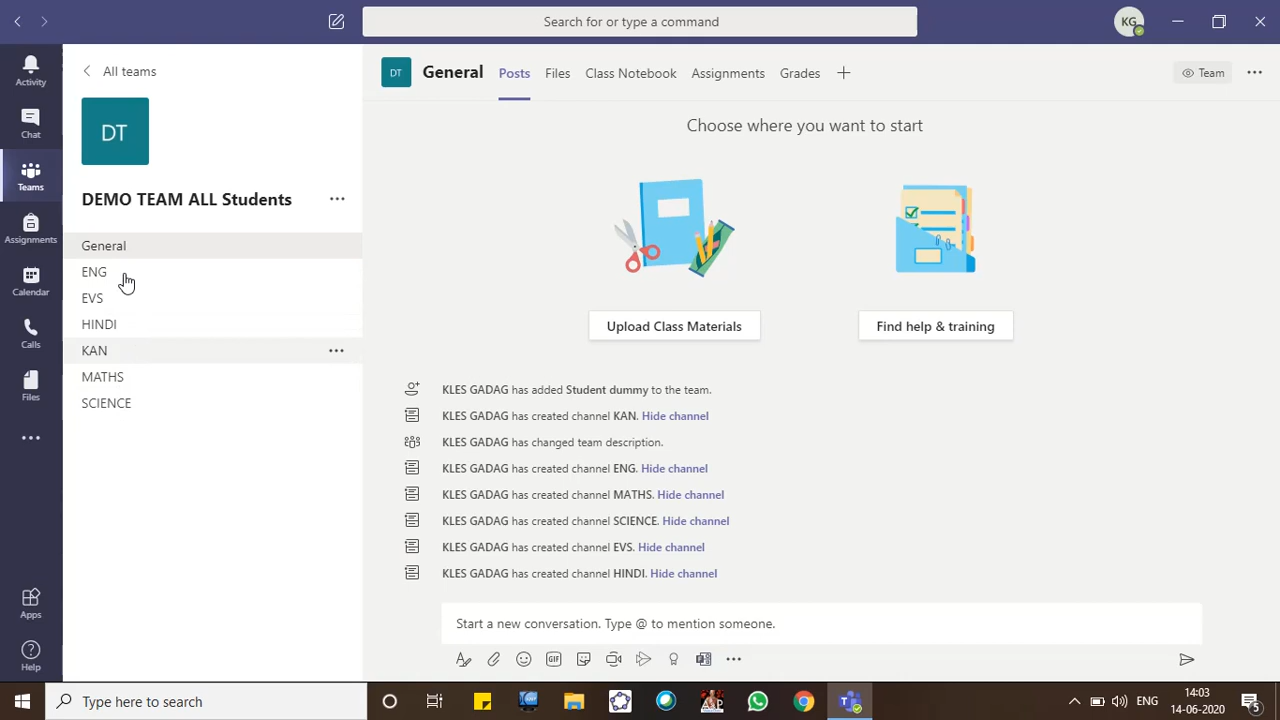 Search for or type a command
KG
Activity
Chat
Teams
Assignments
Calendar
Calls
Files
Apps
Help
All teams
DT
DEMO TEAM ALL Students
General
ENG
EVS
HINDI
KAN
MATHS
SCIENCE
DT
General
Posts
Files
Class Notebook
Assignments
Grades
Team
Choose where you want to start
Upload Class Materials
Find help & training
KLES GADAG has added Student dummy to the team.
KLES GADAG has created channel KAN. Hide channel
KLES GADAG has changed team description.
KLES GADAG has created channel ENG. Hide channel
KLES GADAG has created channel MATHS. Hide channel
KLES GADAG has created channel SCIENCE. Hide channel
KLES GADAG has created channel EVS. Hide channel
KLES GADAG has created channel HINDI. Hide channel
Start a new conversation. Type @ to mention someone.
GIF
Type here to search
ENG
14:03
14-06-2020
5